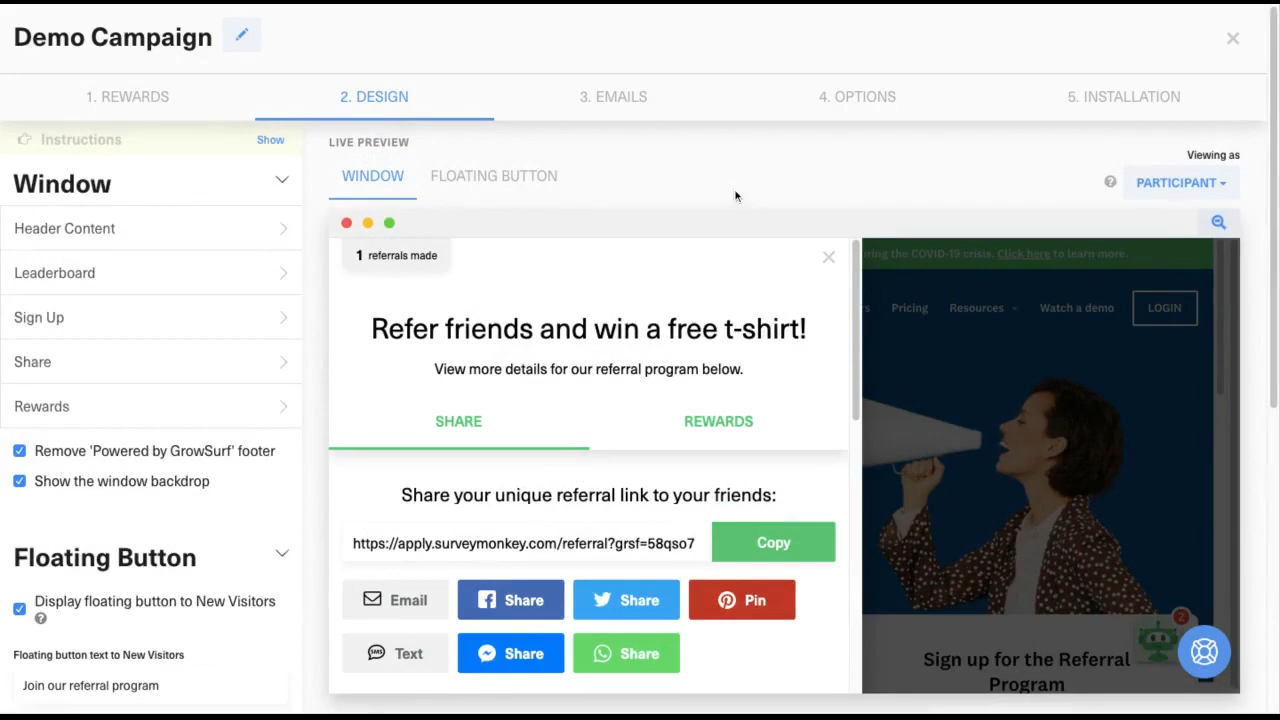 Demo Campaign
1. REWARDS
2. DESIGN
3. EMAILS
4. OPTIONS
5. INSTALLATION
Instructions
Show
Window
Header Content
Leaderboard
Sign Up
Share
Rewards
Remove 'Powered by GrowSurf' footer
Show the window backdrop
Floating Button
Display floating button to New Visitors
Floating button text to New Visitors
Join our referral program
LIVE PREVIEW
WINDOW
FLOATING BUTTON
Viewing as
PARTICIPANT
1 referrals made
Refer friends and win a free t-shirt!
View more details for our referral program below.
SHARE
REWARDS
Share your unique referral link to your friends:
https://apply.surveymonkey.com/referral?grsf=58qso7
Copy
Email
Share
Share
Pin
SMS
Text
Share
Share
the COVID-19 crisis. Click here to learn more.
Pricing
Resources
Watch a demo
LOGIN
2
Sign up for the Referral
Program